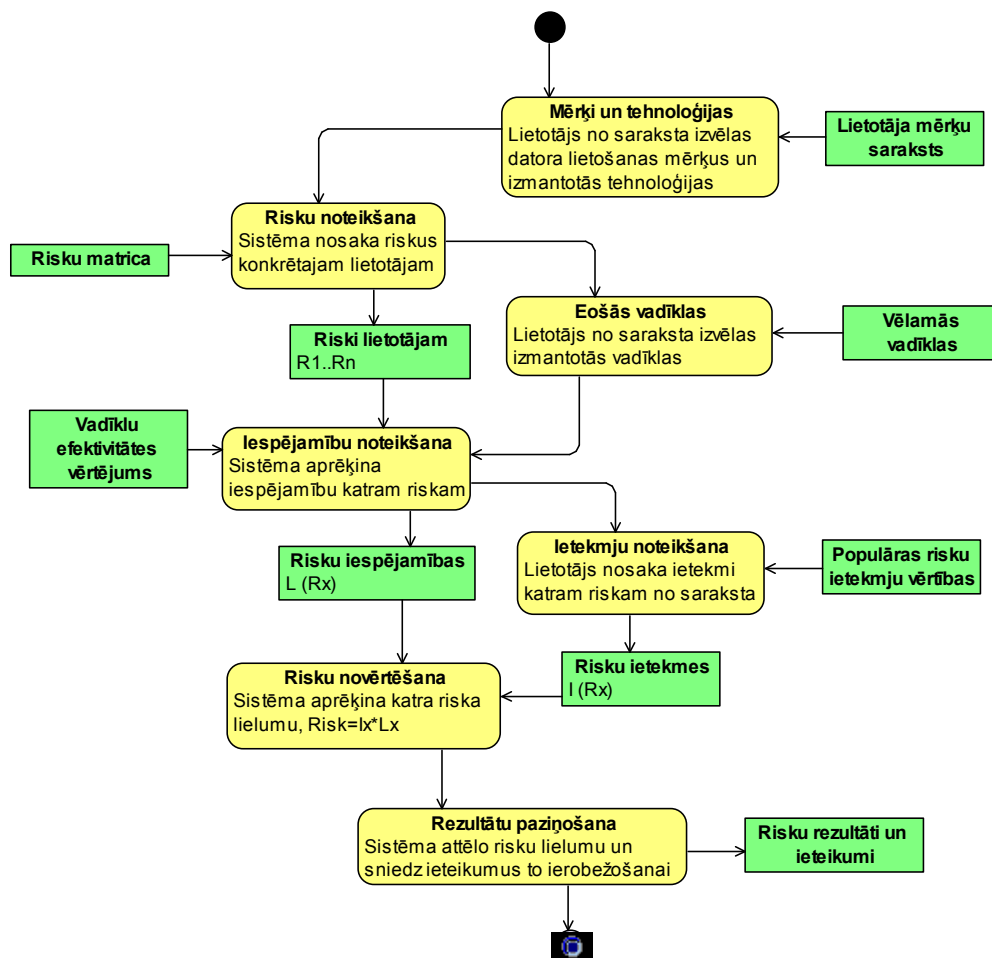 Mērķi un tehnoloģijas
Lietotājs no saraksta izvēlas
datora lietošanas mērķus un
izmantotās tehnoloģijas
Lietotāja mērķu
saraksts
Risku noteikšana
Sistēma nosaka riskus
konkrētajam lietotājam
Risku matrica
Eošās vadīklas
Lietotājs no saraksta izvēlas
izmantotās vadīklas
Vēlamās
vadīklas
Riski lietotājam
R1..Rn
Vadīklu
efektivitātes
vērtējums
Iespējamību noteikšana
Sistēma aprēķina
iespējamību katram riskam
Ietekmju noteikšana
Lietotājs nosaka ietekmi
katram riskam no saraksta
Populāras risku
ietekmju vērtības
Risku iespējamības
L (Rx)
Risku ietekmes
I (Rx)
Risku novērtēšana
Sistēma aprēķina katra riska
lielumu, Risk=Ix*Lx
Rezultātu paziņošana
Sistēma attēlo risku lielumu un
sniedz ieteikumus to ierobežošanai
Risku rezultāti un
ieteikumi